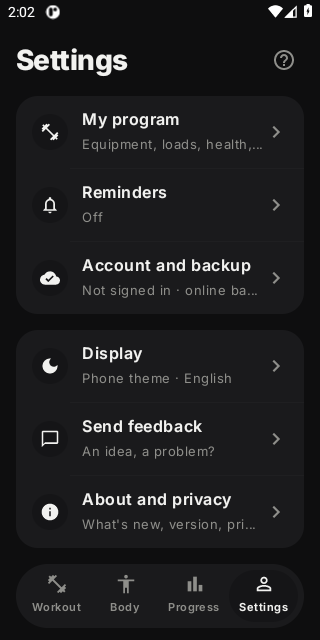 2:02
Settings
My program
Equipment, loads, health,...
Reminders
Off
Account and backup
Not signed in · online ba...
Display
Phone theme · English
Send feedback
An idea, a problem?
About and privacy
What's new, version, pri...
Workout
Body
Progress
Settings